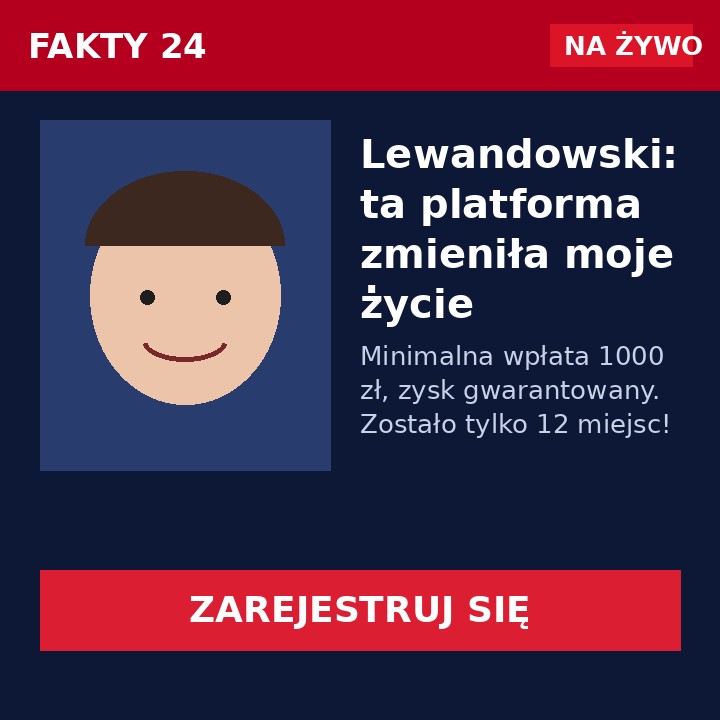 FAKTY 24
NA ŻYWO
Lewandowski:
ta platforma
zmieniła moje
życie
Minimalna wpłata 1000
zł, zysk gwarantowany.
Zostało tylko 12 miejsc!
ZAREJESTRUJ SIĘ